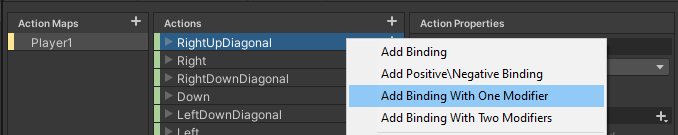 Action Maps + Actions + Action Properties
Player1
RightUpDiagonal
Right
RightDownDiagonal
Down
LeftDownDiagonal
Left
Add Binding
Add Positive\Negative Binding
Add Binding With One Modifier
Add Binding With Two Modifiers